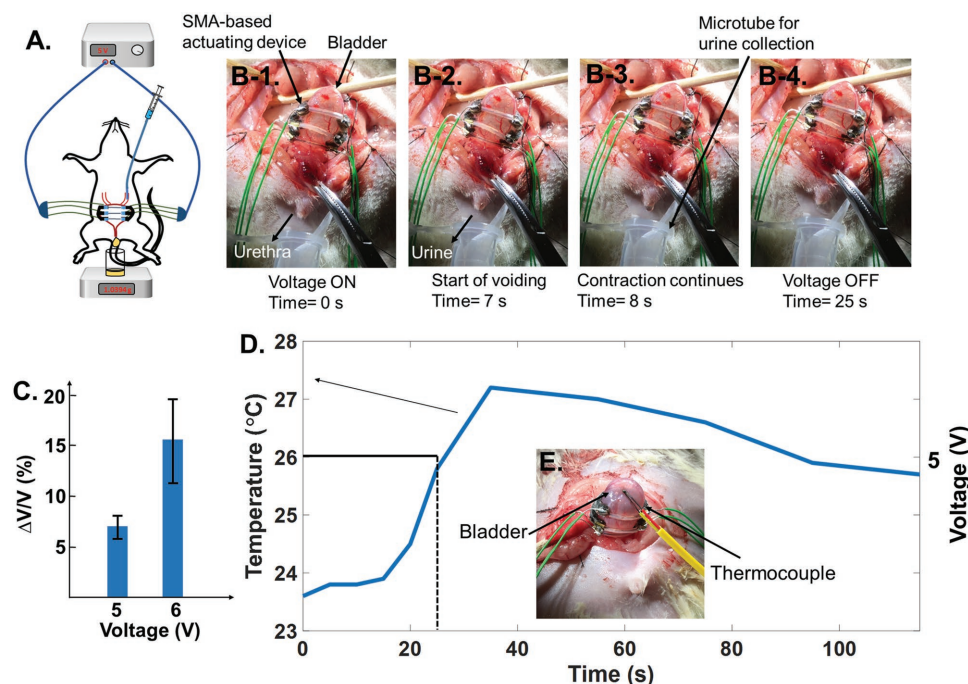 A.
5 V
1.0394g
SMA-based
actuating device
Bladder
Microtube for
urine collection
B-1.
B-2.
B-3.
B-4.
Urethra
Urine
Voltage ON
Time= 0 s
Start of voiding
Time= 7 s
Contraction continues
Time= 8 s
Voltage OFF
Time= 25 s
C.
20
15
10
5
ΔV/V (%)
5
6
Voltage (V)
D.
28
27
26
25
24
23
Temperature (°C)
0
20
40
60
80
100
Time (s)
5
Voltage (V)
E.
Bladder
Thermocouple